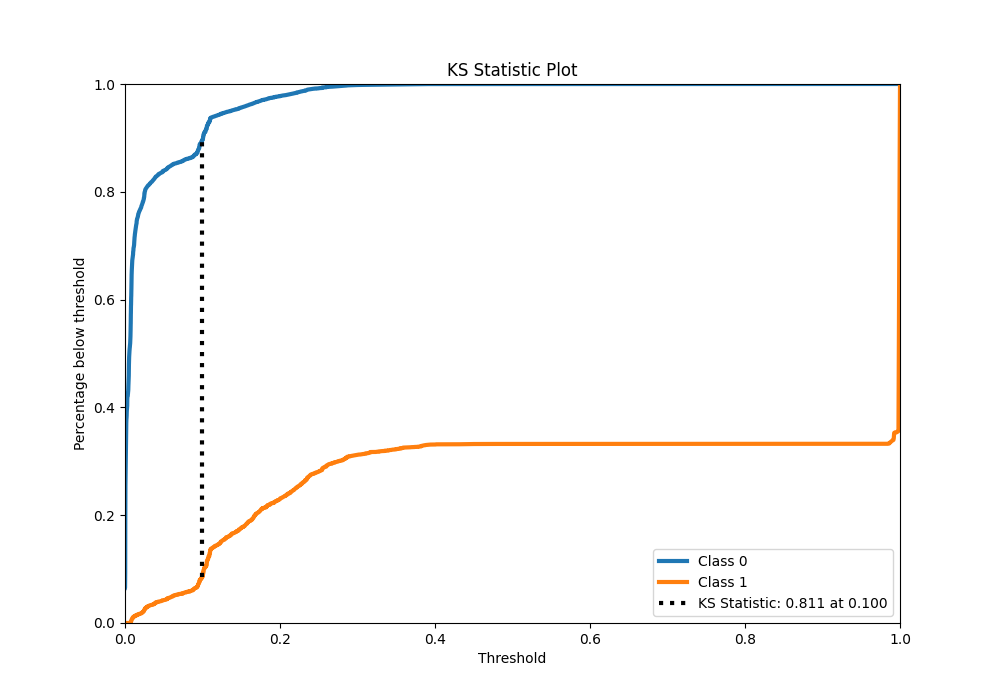 KS Statistic Plot
Percentage below threshold
1.0
0.8
0.6
0.4
0.2
0.0
0.0 0.2 0.4 0.6 0.8 1.0
Threshold
Class 0
Class 1
KS Statistic: 0.811 at 0.100